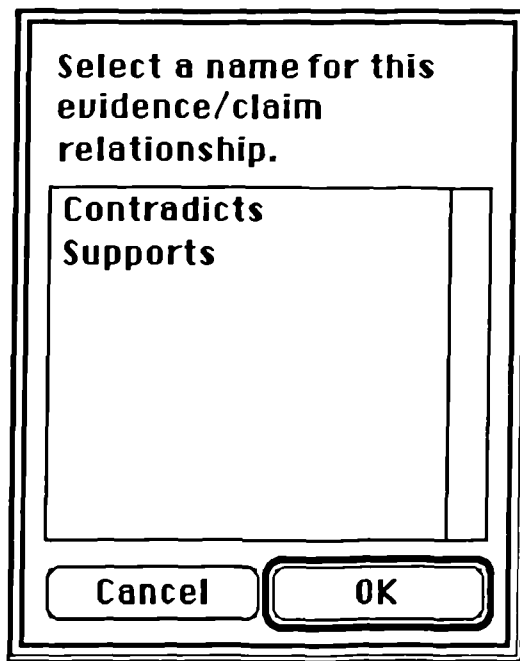 Select a name for this
evidence/claim
relationship.
Contradicts
Supports
Cancel
OK